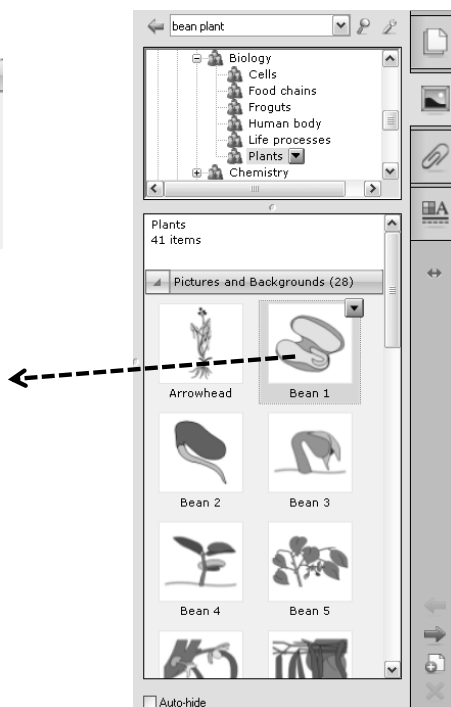 bean plant
Biology
Cells
Food chains
Froguts
Human body
Life processes
Plants
Chemistry
Plants
41 items
Pictures and Backgrounds (28)
Arrowhead
Bean 1
Bean 2
Bean 3
Bean 4
Bean 5
Auto-hide
A